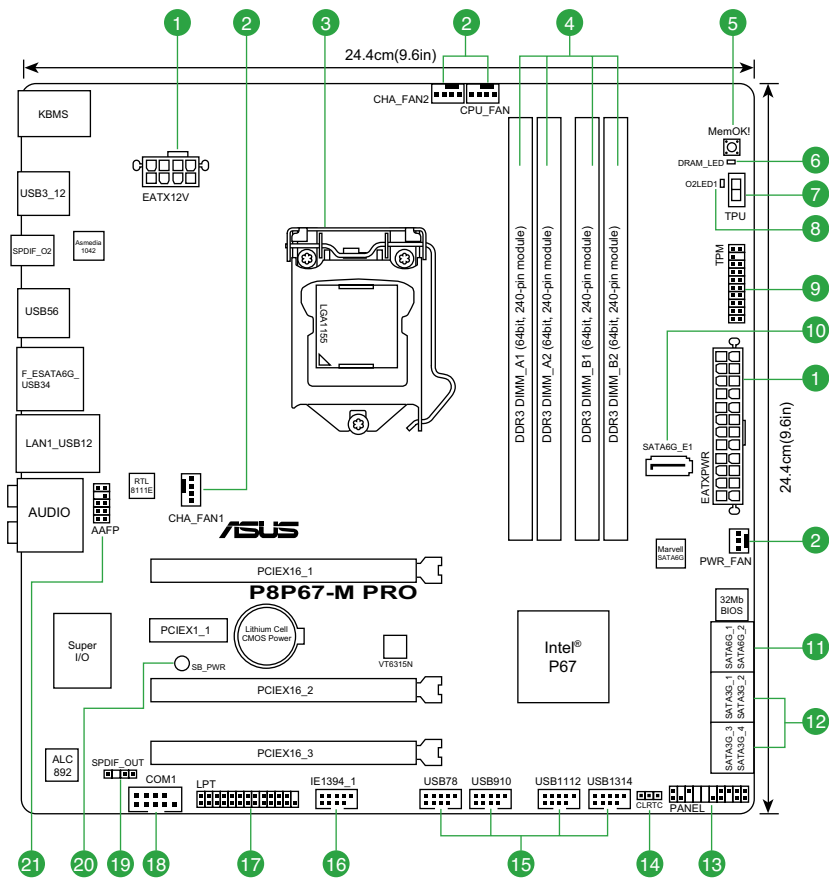 1
2
3
2
4
5
24.4cm(9.6in)
CHA_FAN2
CPU_FAN
KBMS
MemOK!
DRAM_LED
6
EATX12V
USB3_12
O2LED1
7
TPU
8
SPDIF_O2
Asmedia
1042
TPM
9
DDR3 DIMM_A1 (64bit, 240-pin module)
DDR3 DIMM_A2 (64bit, 240-pin module)
DDR3 DIMM_B1 (64bit, 240-pin module)
DDR3 DIMM_B2 (64bit, 240-pin module)
LGA1155
USB56
10
F_ESATA6G_
USB34
1
LAN1_USB12
SATA6G_E1
EATXPWR
24.4cm(9.6in)
RTL
8111E
2
AUDIO
AAFP
CHA_FAN1
ASUS
Marvell
SATA6G
PWR_FAN
2
PCIEX16_1
P8P67-M PRO
32Mb
BIOS
PCIEX1_1
Lithium Cell
CMOS Power
Super
I/O
VT6315N
Intel®
P67
SATA6G_1
SATA6G_2
11
SB_PWR
PCIEX16_2
SATA3G_1
SATA3G_2
12
SATA3G_3
SATA3G_4
PCIEX16_3
ALC
892
SPDIF_OUT
COM1
LPT
IE1394_1
USB78
USB910
USB1112
USB1314
CLRTC
PANEL
21
20
19
18
17
16
15
14
13